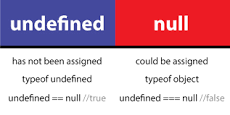 undefined null
has not been assigned could be assigned
typeof undefined typeof object
undefined == null //true undefined === null //false